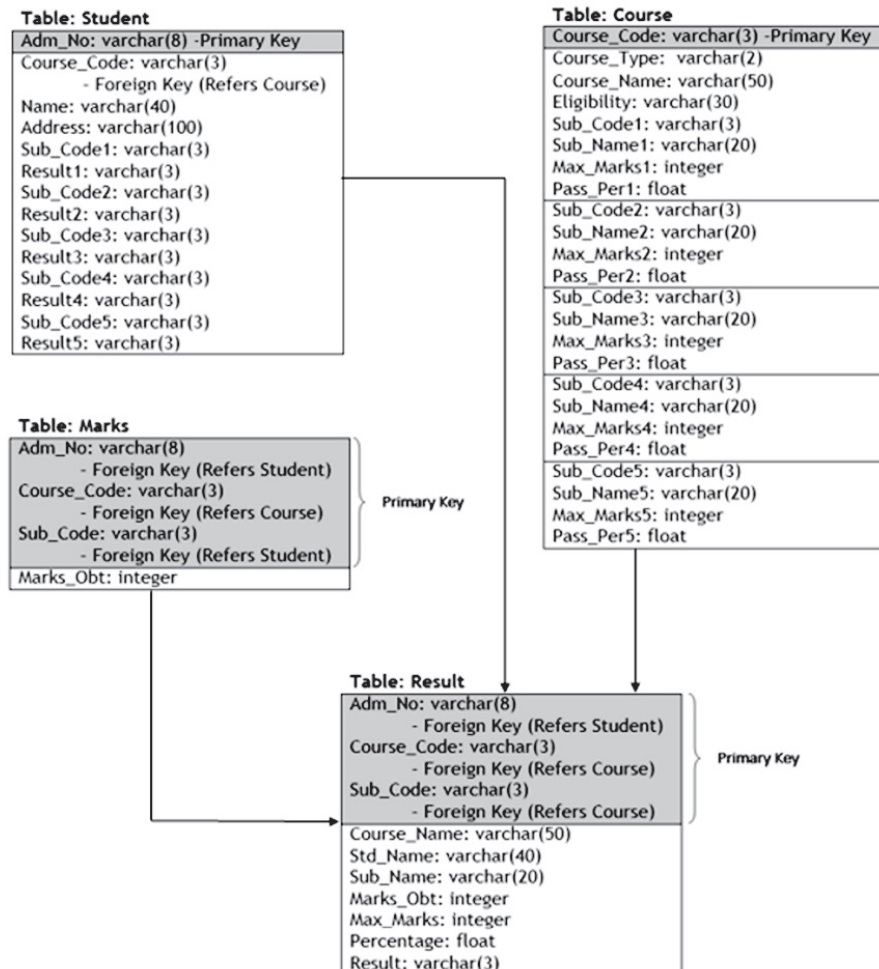 Table: Student
Adm_No: varchar(8) -Primary Key
Course_Code: varchar(3)
- Foreign Key (Refers Course)
Name: varchar(40)
Address: varchar(100)
Sub_Code1: varchar(3)
Result1: varchar(3)
Sub_Code2: varchar(3)
Result2: varchar(3)
Sub_Code3: varchar(3)
Result3: varchar(3)
Sub_Code4: varchar(3)
Result4: varchar(3)
Sub_Code5: varchar(3)
Result5: varchar(3)
Table: Course
Course_Code: varchar(3) -Primary Key
Course_Type: varchar(2)
Course_Name: varchar(50)
Eligibility: varchar(30)
Sub_Code1: varchar(3)
Sub_Name1: varchar(20)
Max_Marks1: integer
Pass_Per1: float
Sub_Code2: varchar(3)
Sub_Name2: varchar(20)
Max_Marks2: integer
Pass_Per2: float
Sub_Code3: varchar(3)
Sub_Name3: varchar(20)
Max_Marks3: integer
Pass_Per3: float
Sub_Code4: varchar(3)
Sub_Name4: varchar(20)
Max_Marks4: integer
Pass_Per4: float
Sub_Code5: varchar(3)
Sub_Name5: varchar(20)
Max_Marks5: integer
Pass_Per5: float
Table: Marks
Adm_No: varchar(8)
- Foreign Key (Refers Student)
Course_Code: varchar(3)
- Foreign Key (Refers Course)
Sub_Code: varchar(3)
- Foreign Key (Refers Student)
Primary Key
Marks_Obt: integer
Table: Result
Adm_No: varchar(8)
- Foreign Key (Refers Student)
Course_Code: varchar(3)
- Foreign Key (Refers Course)
Sub_Code: varchar(3)
- Foreign Key (Refers Course)
Primary Key
Course_Name: varchar(50)
Std_Name: varchar(40)
Sub_Name: varchar(20)
Marks_Obt: integer
Max_Marks: integer
Percentage: float
Result: varchar(3)